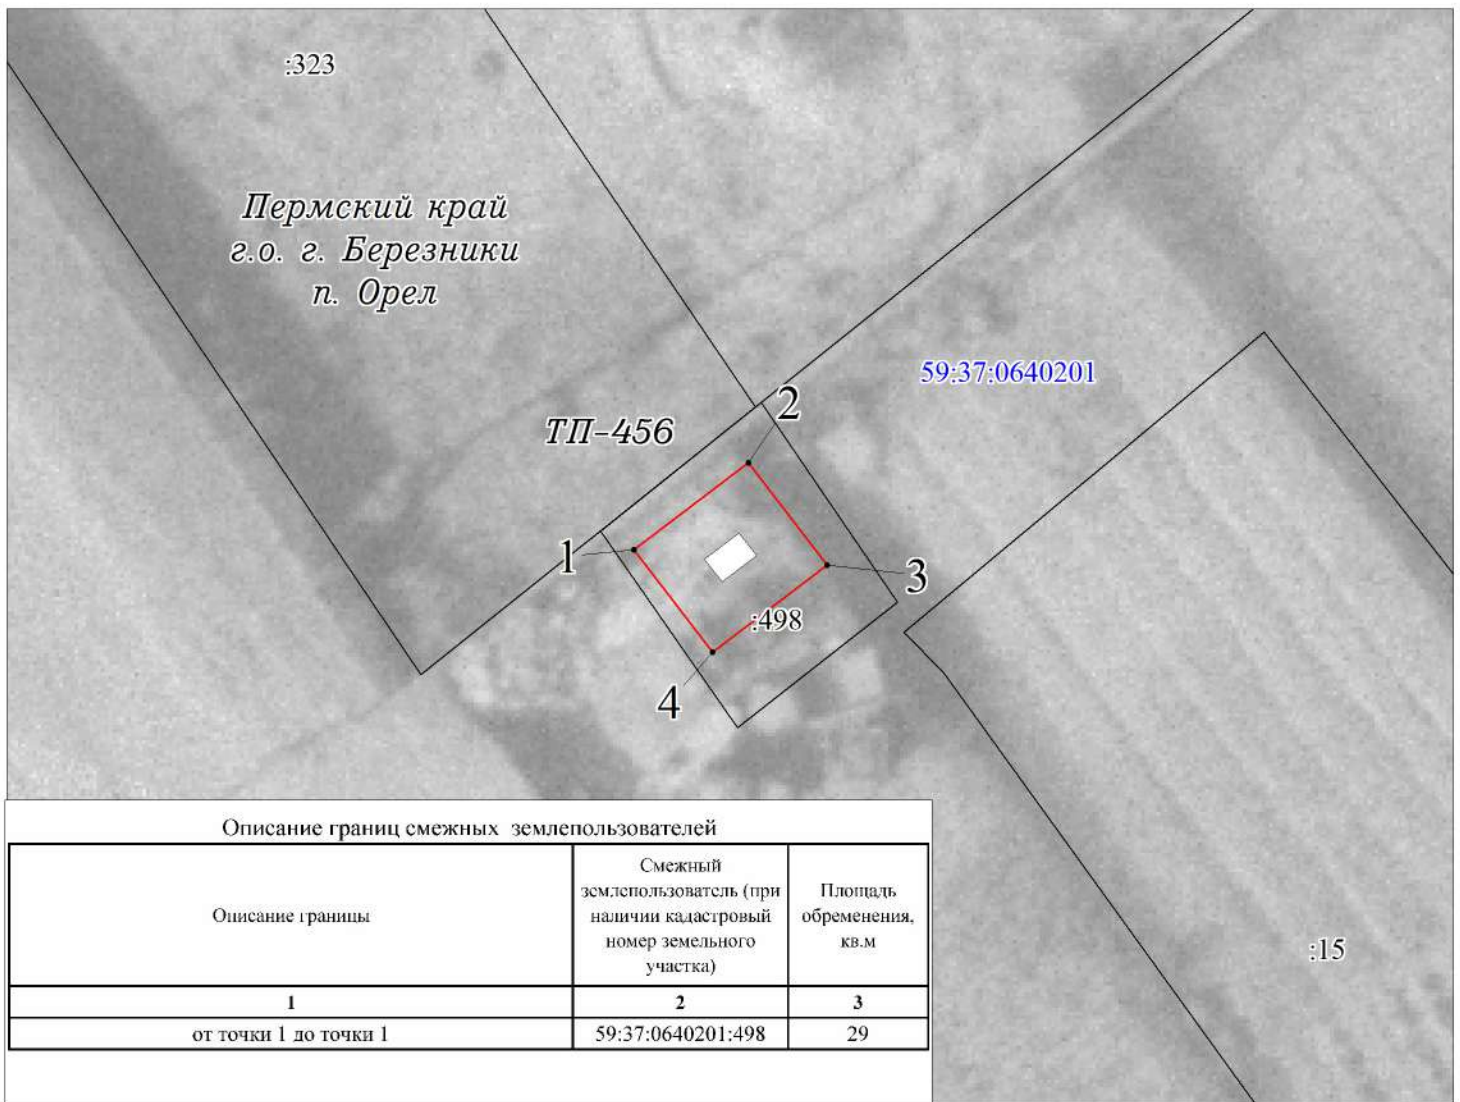 :323
Пермский край
г.о. г. Березники
п. Орел
59:37:0640201
ТП-456
2
1
3
:498
4
:15
Описание границ смежных землепользователей
Описание границы
Смежный
землепользователь (при
наличии кадастровый
номер земельного
участка)
Площадь
обременения,
кв.м
1
2
3
от точки 1 до точки 1
59:37:0640201:498
29